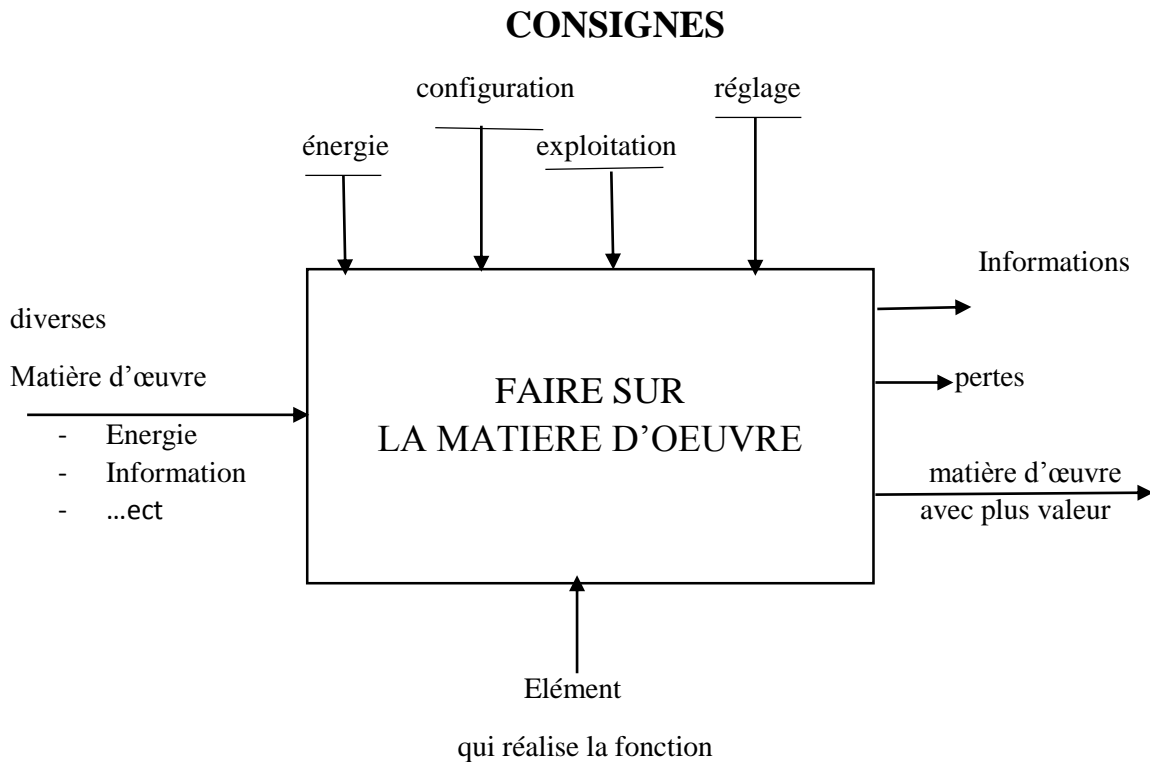 CONSIGNES
configuration
réglage
énergie
exploitation
Informations
diverses
Matière d’œuvre
- Energie
- Information
- ...ect
FAIRE SUR
LA MATIERE D’OEUVRE
pertes
matière d’œuvre
avec plus valeur
Elément
qui réalise la fonction